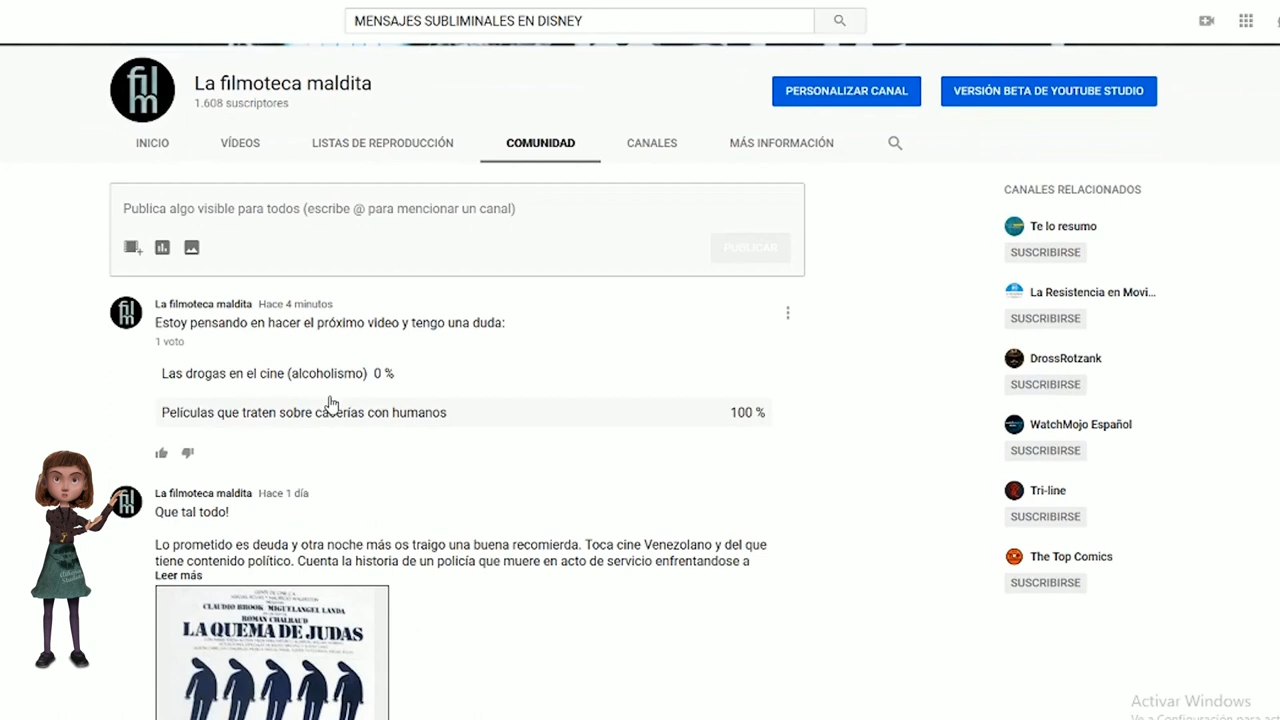 MENSAJES SUBLIMINALES EN DISNEY
film
La filmoteca maldita
1.608 suscriptores
PERSONALIZAR CANAL
VERSIÓN BETA DE YOUTUBE STUDIO
INICIO
VÍDEOS
LISTAS DE REPRODUCCIÓN
COMUNIDAD
CANALES
MÁS INFORMACIÓN
Publica algo visible para todos (escribe @ para mencionar un canal)
PUBLICAR
La filmoteca maldita Hace 4 minutos
Estoy pensando en hacer el próximo video y tengo una duda:
1 voto
Las drogas en el cine (alcoholismo) 0 %
Películas que traten sobre cacerías con humanos 100 %
La filmoteca maldita Hace 1 día
Que tal todo!
Lo prometido es deuda y otra noche más os traigo una buena recomierda. Toca cine Venezolano y del que
tiene contenido político. Cuenta la historia de un policía que muere en acto de servicio enfrentandose a
Leer más
CLAUDIO BROOK MIGUELANGEL LANDA
ROMAN CHALBAUD
LA QUEMA DE JUDAS
CANALES RELACIONADOS
Te lo resumo
SUSCRIBIRSE
La Resistencia en Movi...
SUSCRIBIRSE
DrossRotzank
SUSCRIBIRSE
WatchMojo Español
SUSCRIBIRSE
Tri-line
SUSCRIBIRSE
The Top Comics
SUSCRIBIRSE
Activar Windows